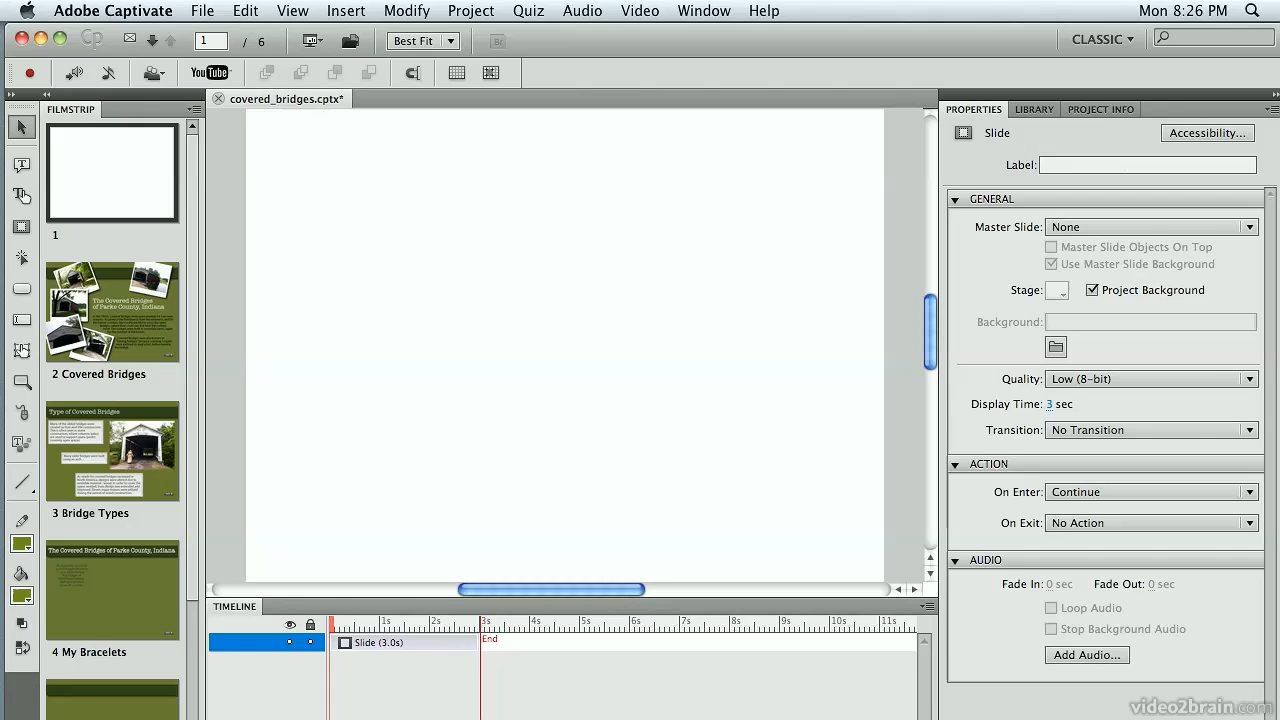 Adobe Captivate File Edit View Insert Modify Project Quiz Audio Video Window Help Mon 8:26 PM
Cp 1 / 6 Best Fit Br CLASSIC
YouTube
FILMSTRIP
covered_bridges.cptx*
PROPERTIES LIBRARY PROJECT INFO
Slide Accessibility...
Label:
GENERAL
Master Slide: None
Master Slide Objects On Top
Use Master Slide Background
Stage: Project Background
Background:
Quality: Low (8-bit)
Display Time: 3 sec
Transition: No Transition
ACTION
On Enter: Continue
On Exit: No Action
AUDIO
Fade In: 0 sec Fade Out: 0 sec
Loop Audio
Stop Background Audio
Add Audio...
1
The Covered Bridges
of Parke County, Indiana
2 Covered Bridges
Type of Covered Bridges
3 Bridge Types
The Covered Bridges of Parke County, Indiana
4 My Bracelets
TIMELINE
1s 2s 3s 4s 5s 6s 7s 8s 9s 10s 11s
Slide (3.0s) End
video2brain.com